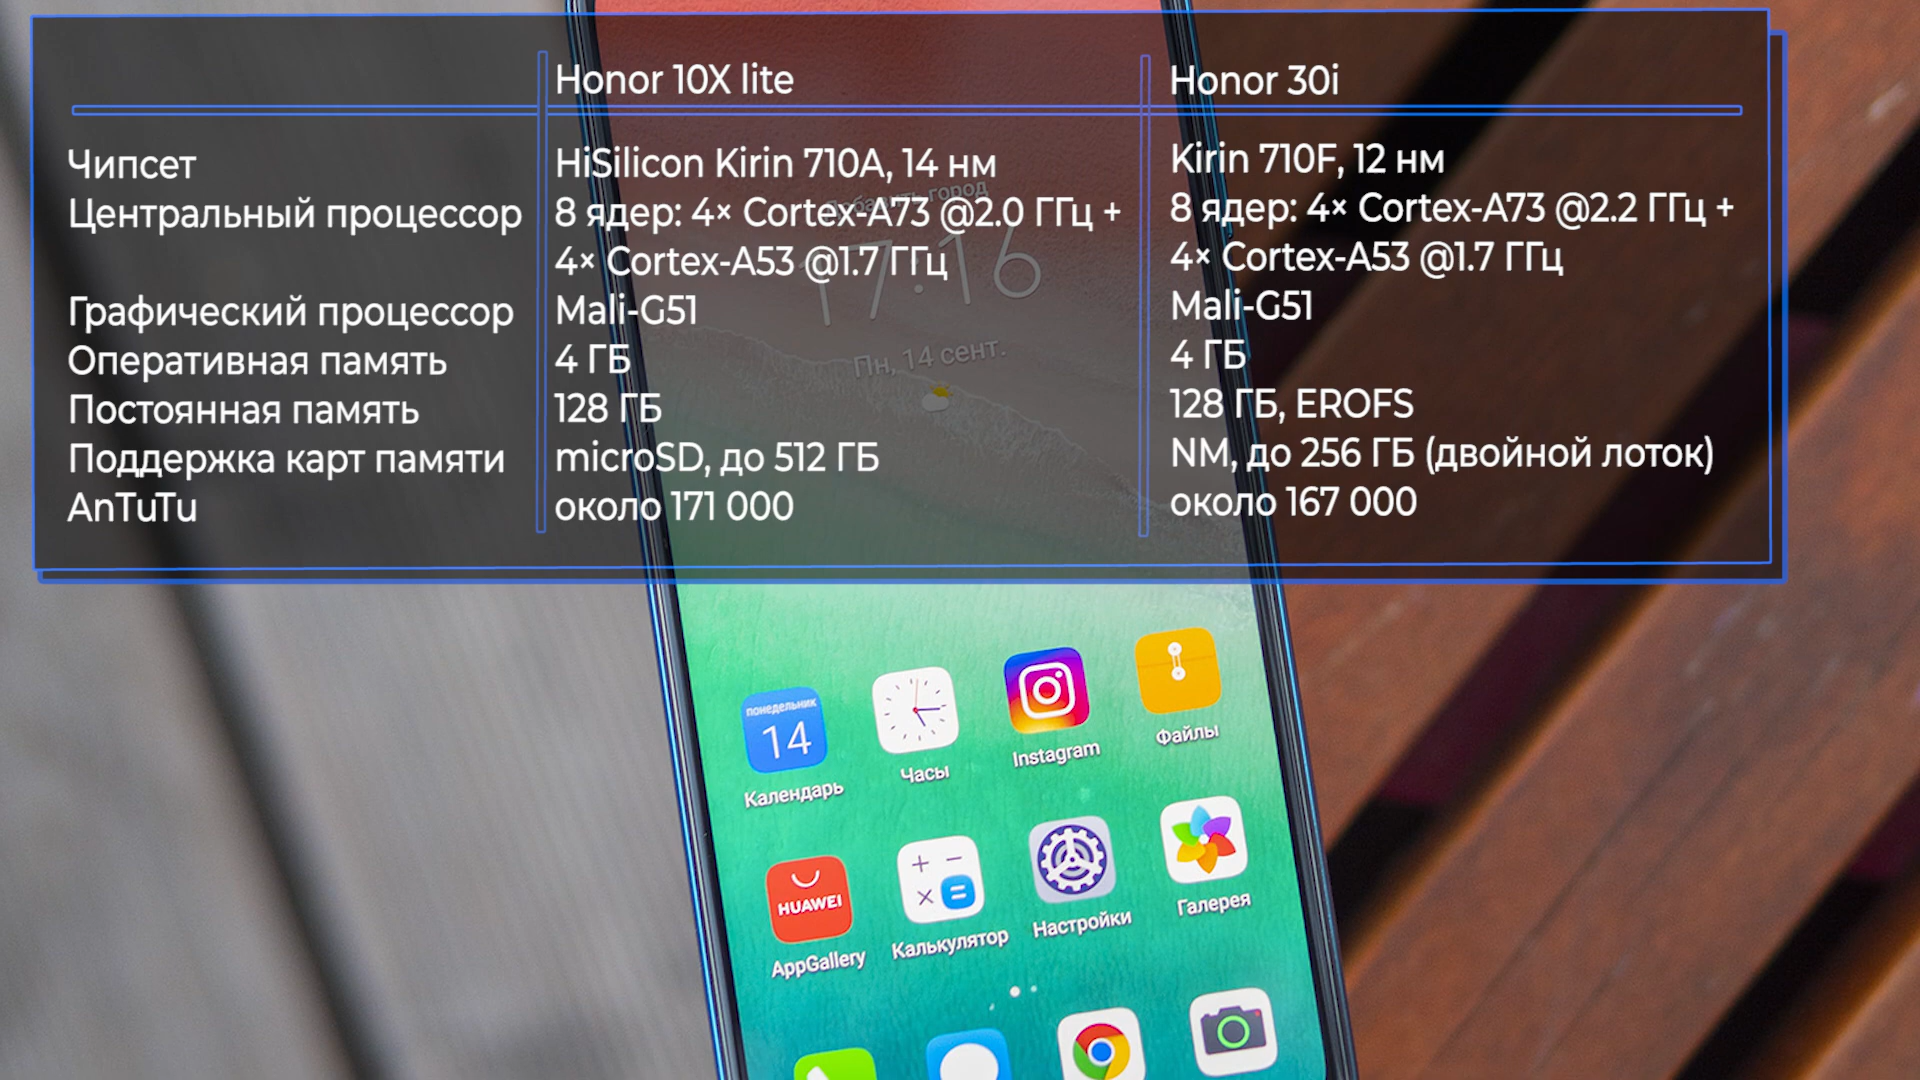 Honor 10X lite
Honor 30i
Чипсет
HiSilicon Kirin 710A, 14 нм
Kirin 710F, 12 нм
Центральный процессор
8 ядер: 4× Cortex-A73 @2.0 ГГц +
4× Cortex-A53 @1.7 ГГц
8 ядер: 4× Cortex-A73 @2.2 ГГц +
4× Cortex-A53 @1.7 ГГц
Графический процессор
Mali-G51
Mali-G51
Оперативная память
4 ГБ
4 ГБ
Постоянная память
128 ГБ
128 ГБ, EROFS
Поддержка карт памяти
microSD, до 512 ГБ
NM, до 256 ГБ (двойной лоток)
AnTuTu
около 171 000
около 167 000
Добавить город
17:16
Пн, 14 сент.
понедельник
14
Календарь
Часы
Instagram
Файлы
HUAWEI
AppGallery
Калькулятор
Настройки
Галерея